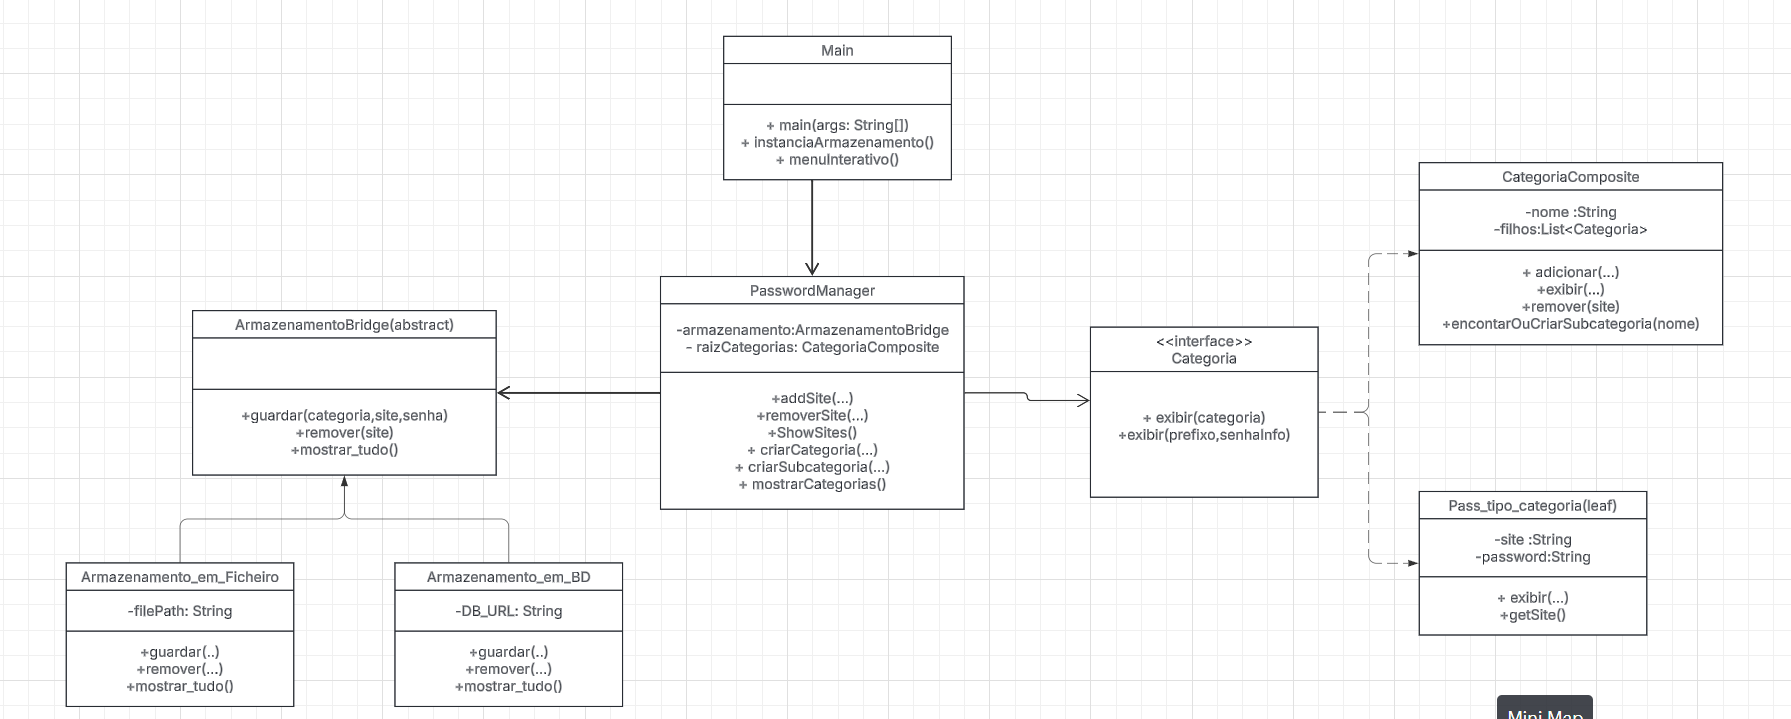 Main
+ main(args: String[])
+ instanciaArmazenamento()
+ menuInterativo()
CategoriaComposite
-nome :String
-filhos:List<Categoria>
+ adicionar(...)
+exibir(...)
+remover(site)
+encontarOuCriarSubcategoria(nome)
PasswordManager
-armazenamento:ArmazenamentoBridge
- raizCategorias: CategoriaComposite
+addSite(...)
+removerSite(...)
+ShowSites()
+ criarCategoria(...)
+ criarSubcategoria(...)
+ mostrarCategorias()
ArmazenamentoBridge(abstract)
+guardar(categoria,site,senha)
+remover(site)
+mostrar_tudo()
<<interface>>
Categoria
+ exibir(categoria)
+exibir(prefixo,senhaInfo)
Pass_tipo_categoria(leaf)
-site :String
-password:String
+ exibir(...)
+getSite()
Armazenamento_em_Ficheiro
-filePath: String
+guardar(..)
+remover(...)
+mostrar_tudo()
Armazenamento_em_BD
-DB_URL: String
+guardar(..)
+remover(...)
+mostrar_tudo()
Mini Map